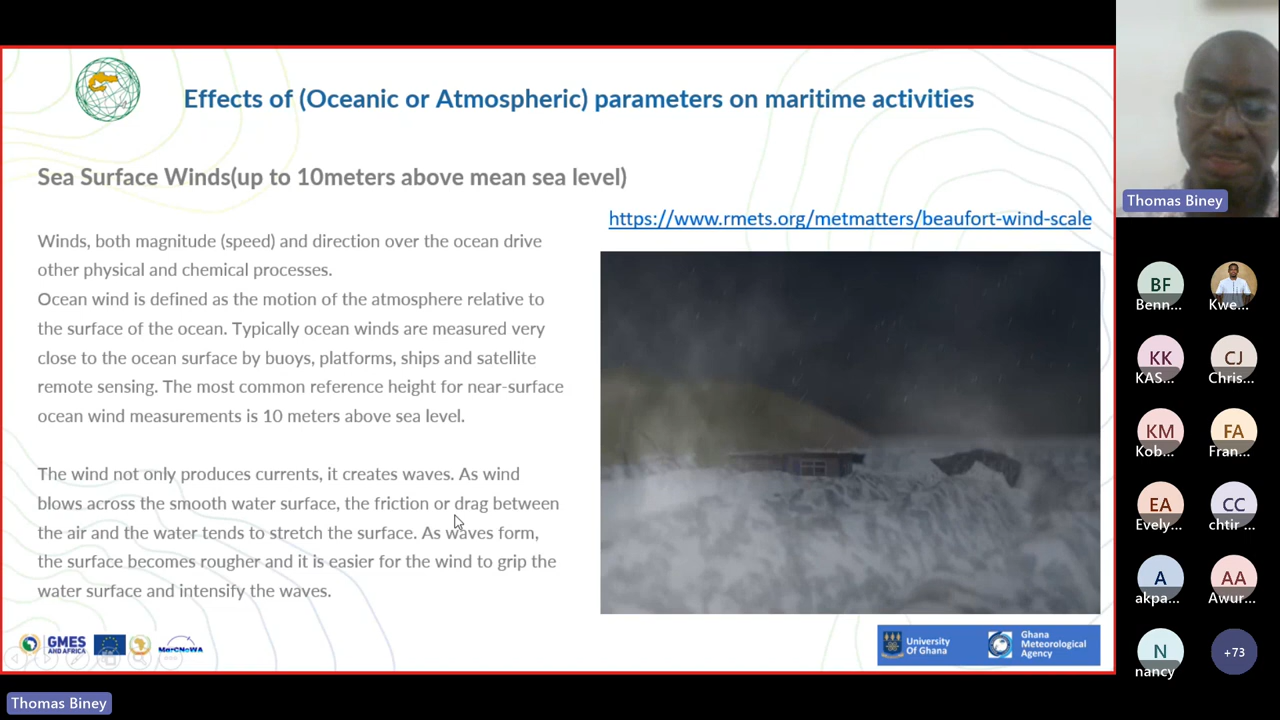 Effects of (Oceanic or Atmospheric) parameters on maritime activities
Sea Surface Winds(up to 10meters above mean sea level)
https://www.rmets.org/metmatters/beaufort-wind-scale
Winds, both magnitude (speed) and direction over the ocean drive
other physical and chemical processes.
Ocean wind is defined as the motion of the atmosphere relative to
the surface of the ocean. Typically ocean winds are measured very
close to the ocean surface by buoys, platforms, ships and satellite
remote sensing. The most common reference height for near-surface
ocean wind measurements is 10 meters above sea level.
The wind not only produces currents, it creates waves. As wind
blows across the smooth water surface, the friction or drag between
the air and the water tends to stretch the surface. As waves form,
the surface becomes rougher and it is easier for the wind to grip the
water surface and intensify the waves.
GMES
AND AFRICA
MarCNoWA
University
Of Ghana
Ghana
Meteorological
Agency
Thomas Biney
Thomas Biney
BF
Benn...
Kwe...
KK
KAS...
CJ
Chris...
KM
Kob...
FA
Fran...
EA
Evely...
CC
chtir ...
A
akpa...
AA
Awur...
N
nancy
+73